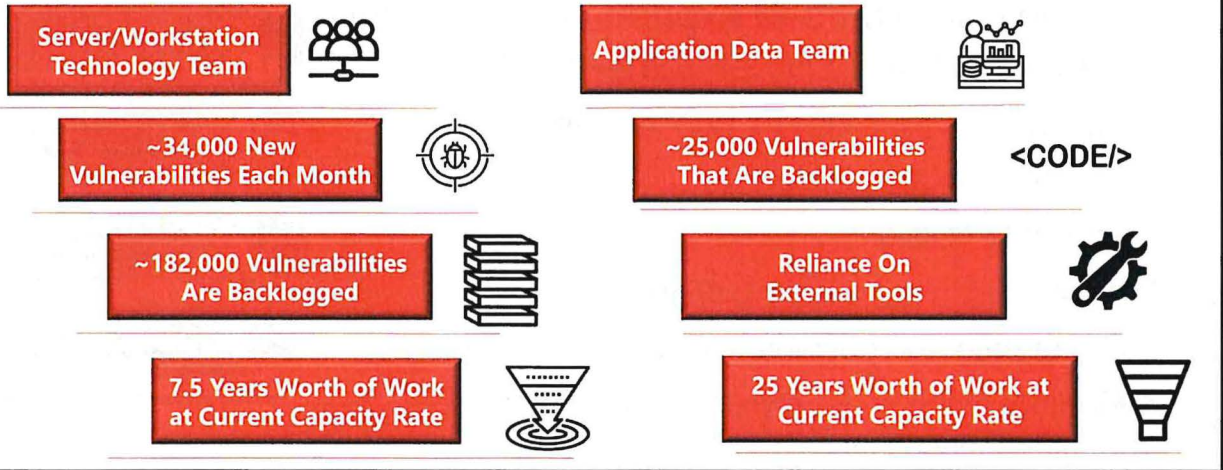 Server/Workstation
Technology Team
~34,000 New
Vulnerabilities Each Month
~182,000 Vulnerabilities
Are Backlogged
7.5 Years Worth of Work
at Current Capacity Rate
Application Data Team
~25,000 Vulnerabilities
That Are Backlogged
<CODE/>
Reliance On
External Tools
25 Years Worth of Work at
Current Capacity Rate